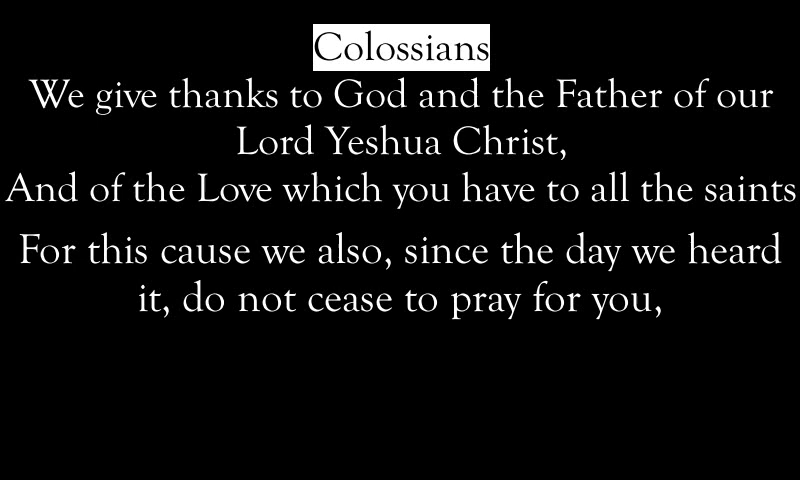 Colossians
We give thanks to God and the Father of our
Lord Yeshua Christ,
And of the Love which you have to all the saints
For this cause we also, since the day we heard
it, do not cease to pray for you,